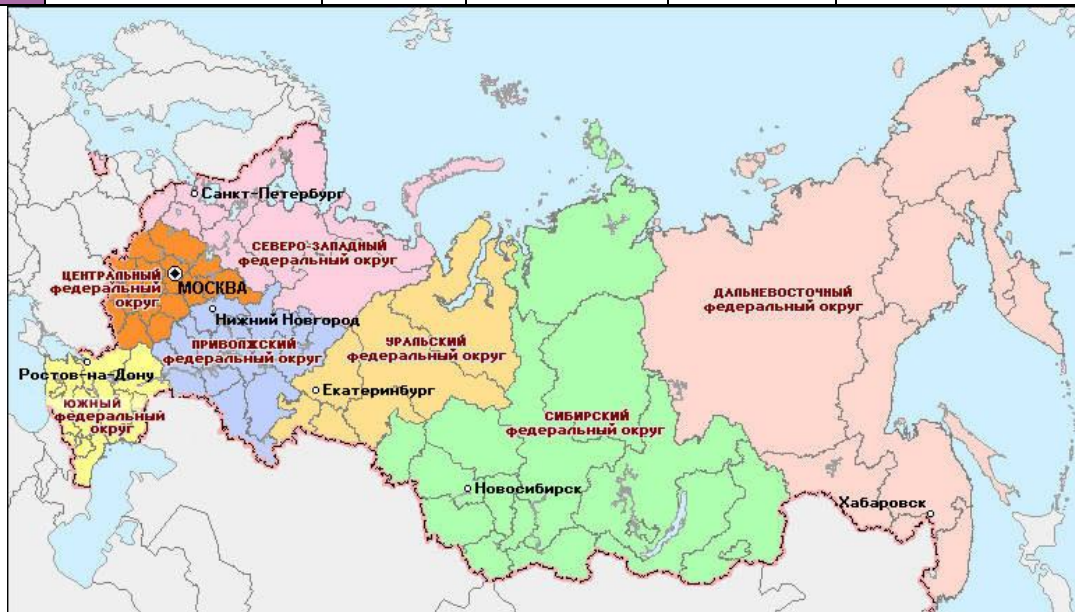 Санкт-Петербург
СЕВЕРО-ЗАПАДНЫЙ
федеральный округ
ЦЕНТРАЛЬНЫЙ
федеральный
округ
МОСКВА
ДАЛЬНЕВОСТОЧНЫЙ
федеральный округ
Нижний Новгород
ПРИВОЛЖСКИЙ
федеральный округ
УРАЛЬСКИЙ
федеральный округ
Ростов-на-Дону
Екатеринбург
ЮЖНЫЙ
федеральный
округ
СИБИРСКИЙ
федеральный округ
Новосибирск
Хабаровск